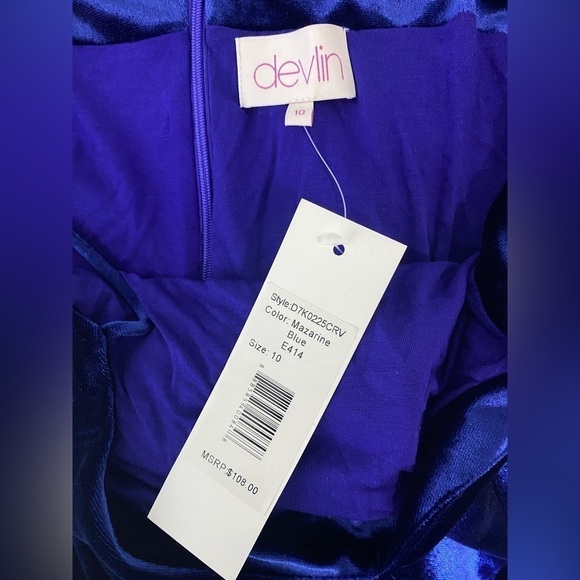 devlin
10
Style:D7K0225CRV
Color: Mazarine
Blue
E414
Size: 10
MSRP:$108.00